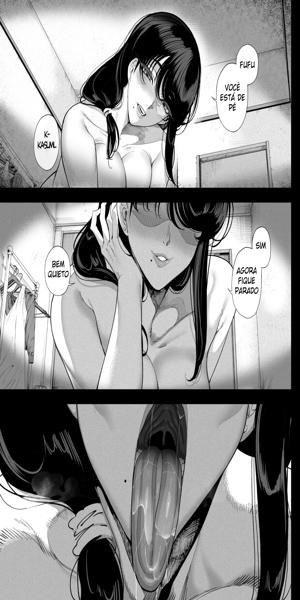 FUFU
VOCÊ
ESTÁ DE
PÉ
K-
KASUMI.
SIM
AGORA
FIQUE
PARADO
BEM
QUIETO